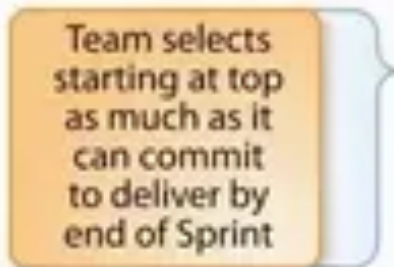 Team selects
starting at top
as much as it
can commit
to deliver by
end of Sprint